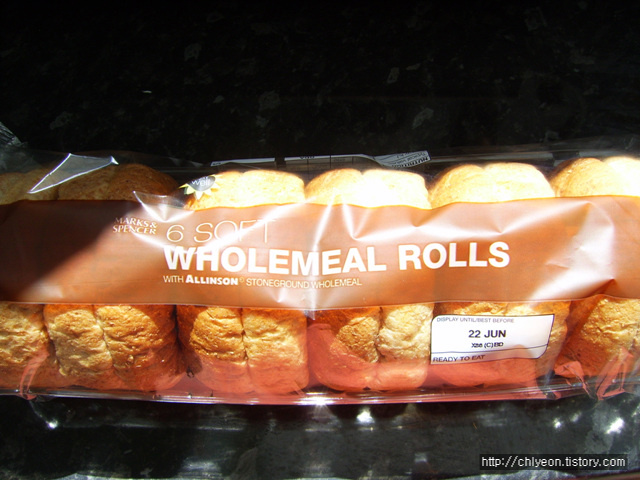 MARKS &
SPENCER
6 SOFT
WHOLEMEAL ROLLS
WITH ALLINSON STONEGROUND WHOLEMEAL
DISPLAY UNTIL/BEST BEFORE
22 JUN
READY TO EAT
http://chlyeon.tistory.com